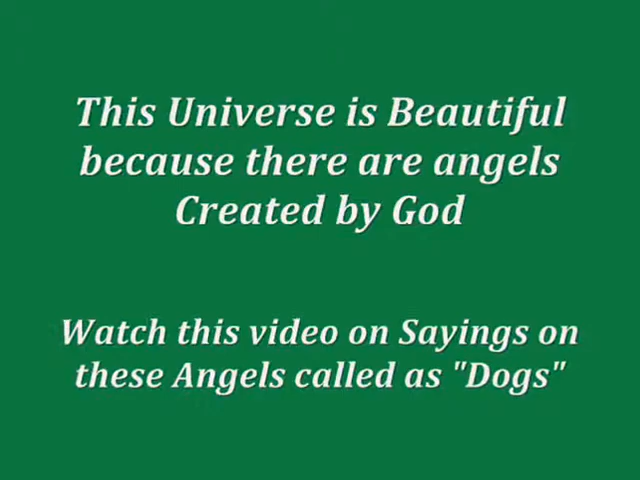 This Universe is Beautiful
because there are angels
Created by God
Watch this video on Sayings on
these Angels called as "Dogs"